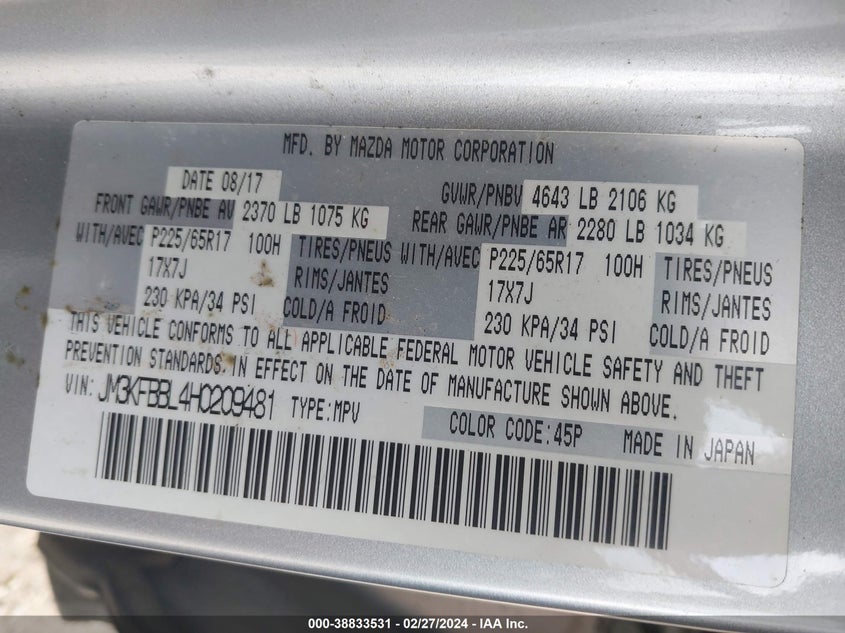 MFD. BY MAZDA MOTOR CORPORATION
DATE 08/17
GVWR/PNBV 4643 LB 2106 KG
FRONT GAWR/PNBE AV 2370 LB 1075 KG
REAR GAWR/PNBE AR 2280 LB 1034 KG
WITH/AVEC P225/65R17 100H TIRES/PNEUS
17X7J RIMS/JANTES
230 KPA/34 PSI COLD/A FROID
WITH/AVEC P225/65R17 100H TIRES/PNEUS
17X7J RIMS/JANTES
230 KPA/34 PSI COLD/A FROID
THIS VEHICLE CONFORMS TO ALL APPLICABLE FEDERAL MOTOR VEHICLE SAFETY AND THEFT
PREVENTION STANDARDS. IN EFFECT ON THE DATE OF MANUFACTURE SHOWN ABOVE.
VIN: JM3KFBBL4H0209481 TYPE:MPV
COLOR CODE:45P MADE IN JAPAN
000-38833531 - 02/27/2024 - IAA Inc.